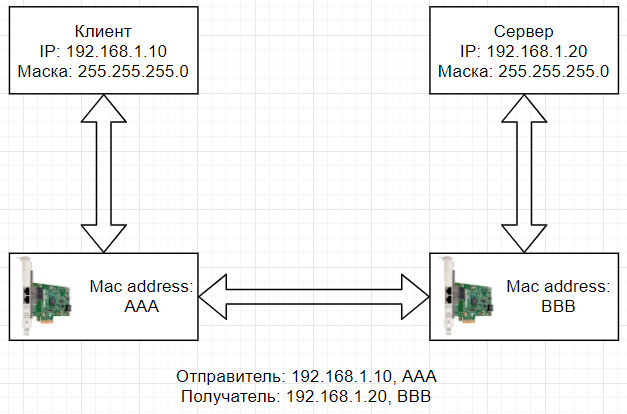 Клиент
IP: 192.168.1.10
Маска: 255.255.255.0
Сервер
IP: 192.168.1.20
Маска: 255.255.255.0
Mac address:
AAA
Mac address:
BBB
Отправитель: 192.168.1.10, AAA
Получатель: 192.168.1.20, BBB